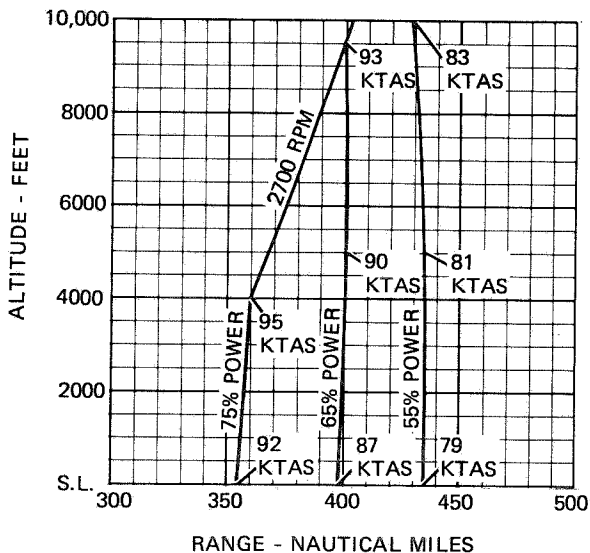 10,000
8000
6000
4000
2000
S.L.
ALTITUDE - FEET
2700 RPM
93
KTAS
83
KTAS
90
KTAS
81
KTAS
95
KTAS
75% POWER
65% POWER
55% POWER
92
KTAS
87
KTAS
79
KTAS
300
350
400
450
500
RANGE - NAUTICAL MILES